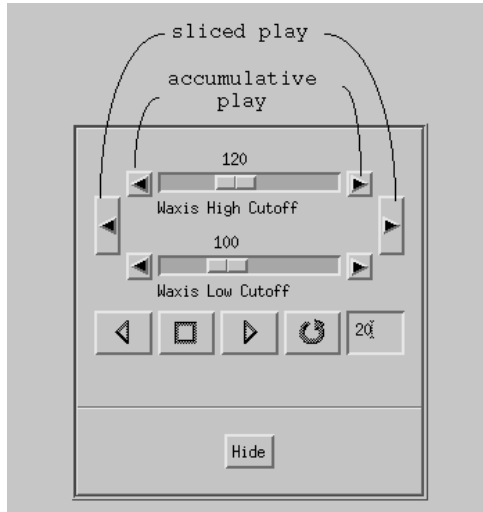 sliced play
accumulative
play
120
Waxis High Cutoff
100
Waxis Low Cutoff
20
Hide